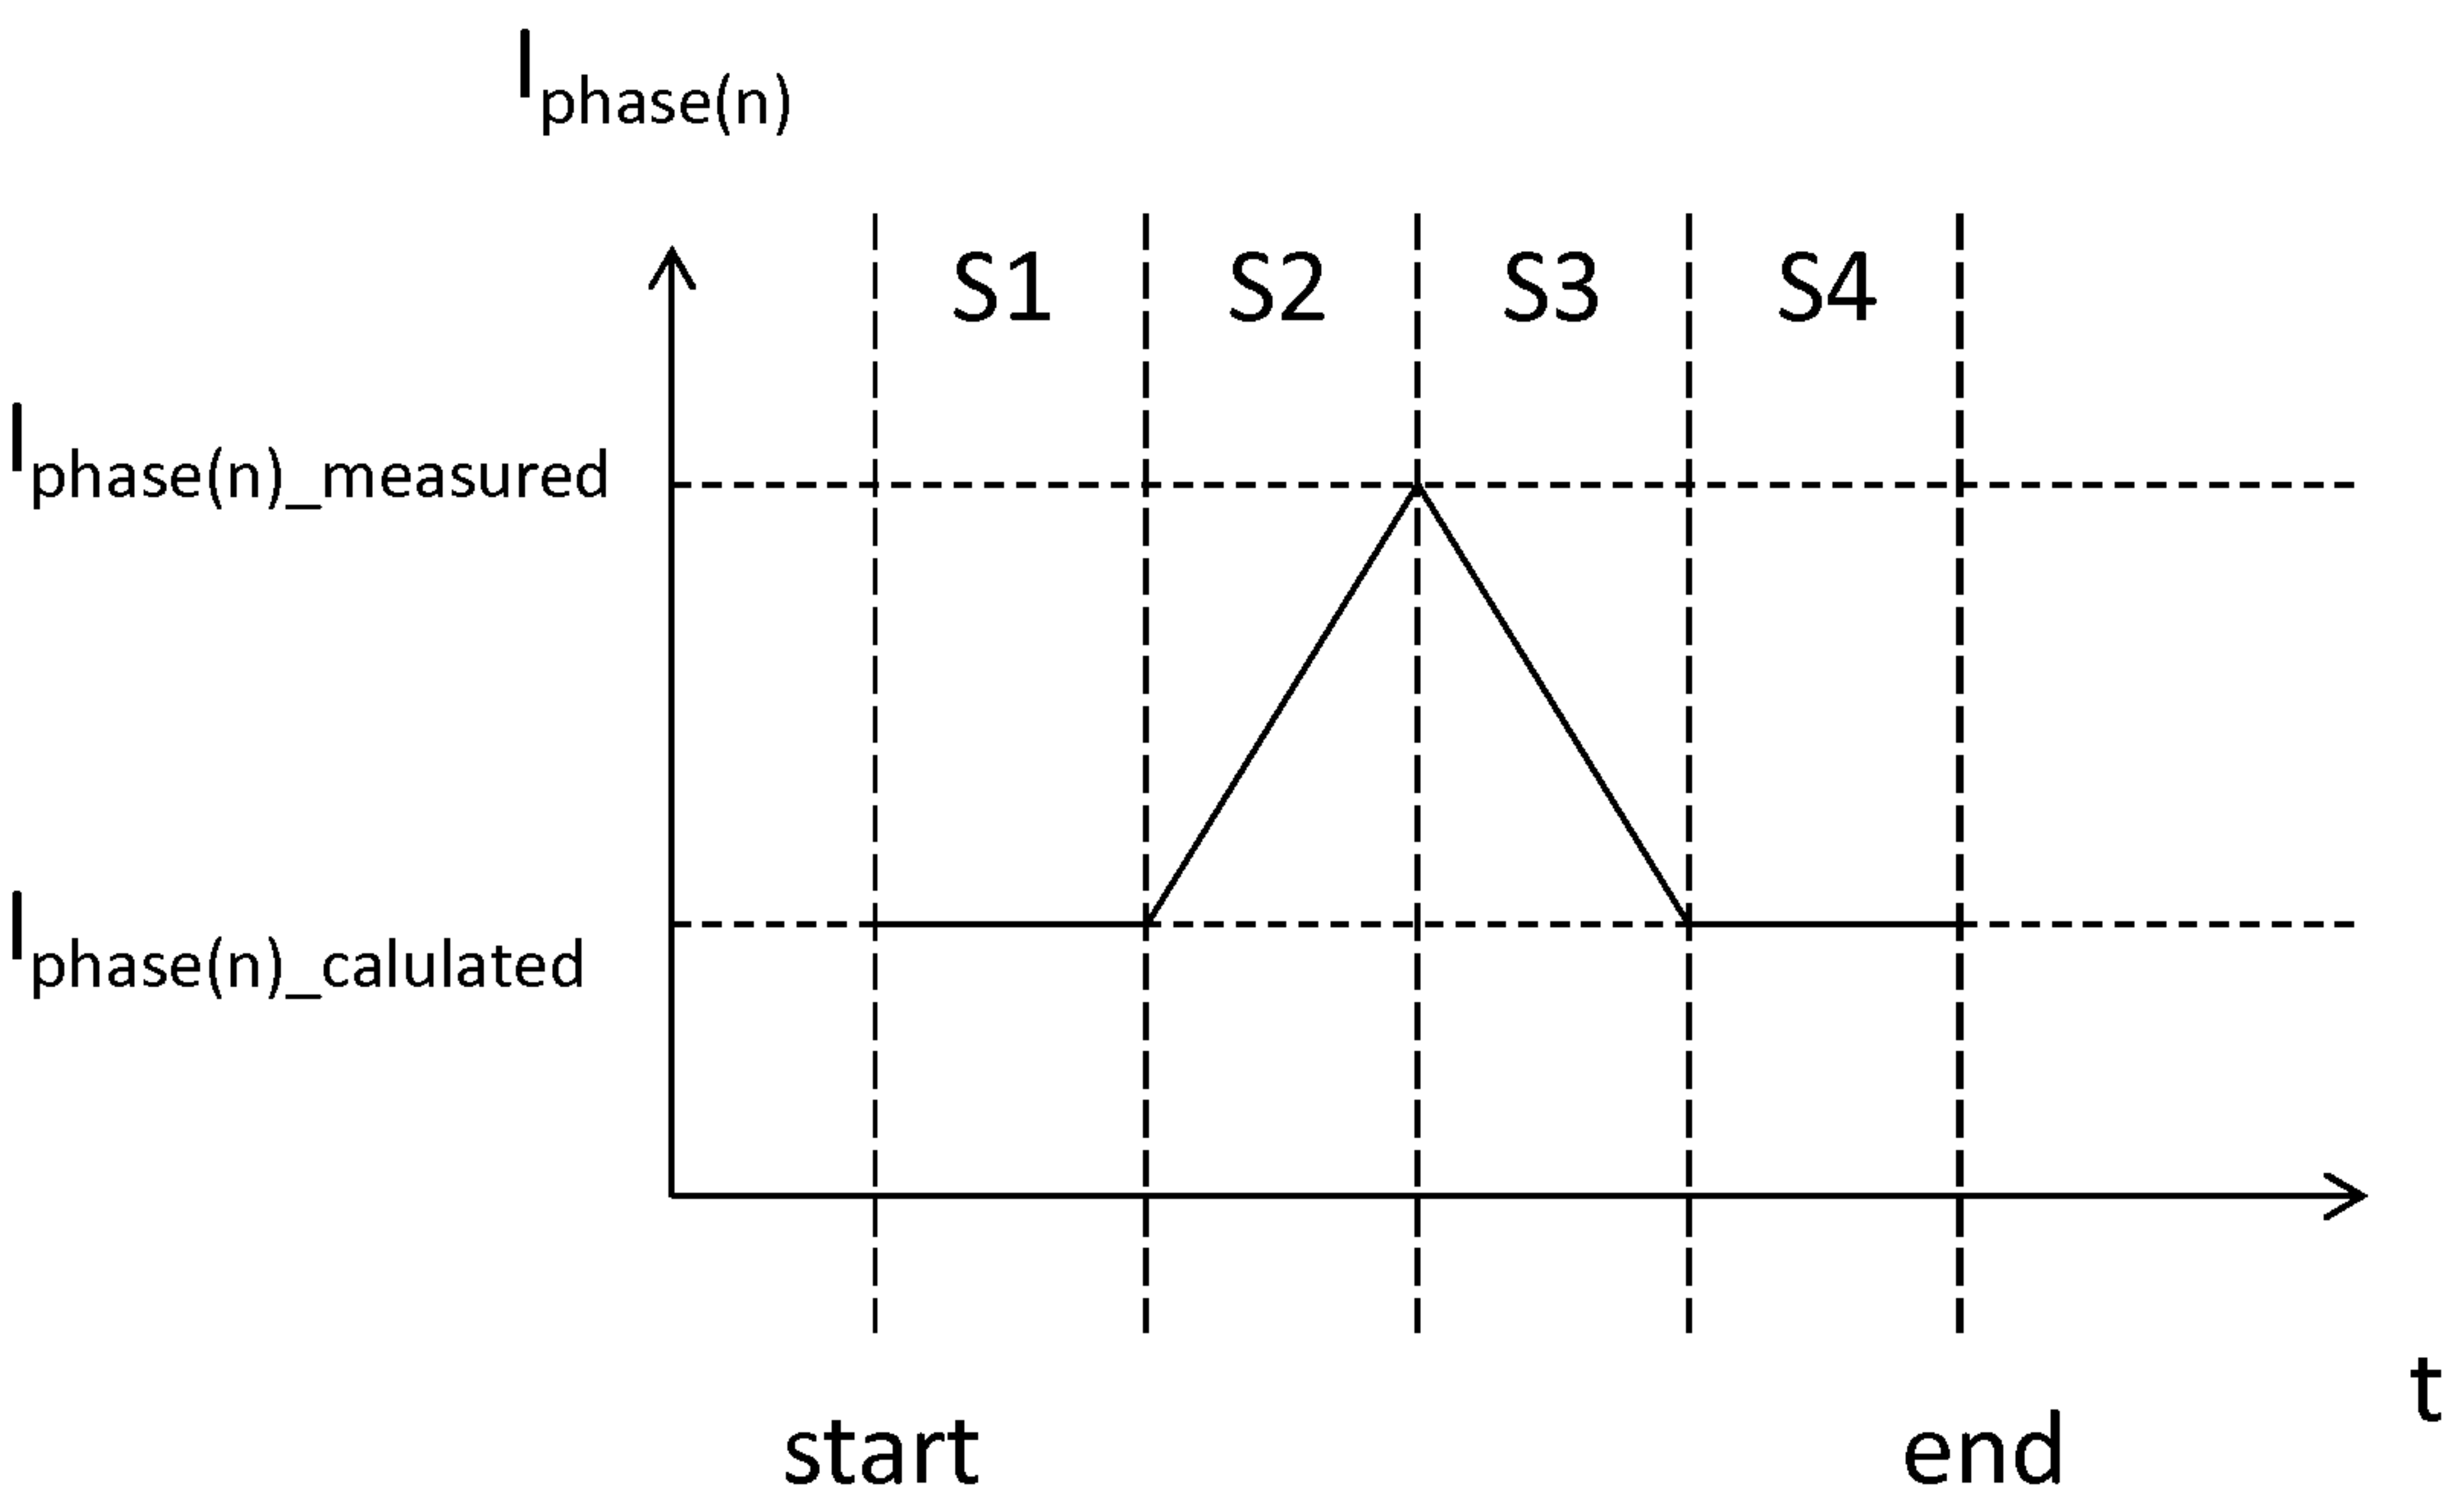 Iphase(n)
S1 S2 S3 S4
Iphase(n)_measured
Iphase(n)_calulated
t
start end